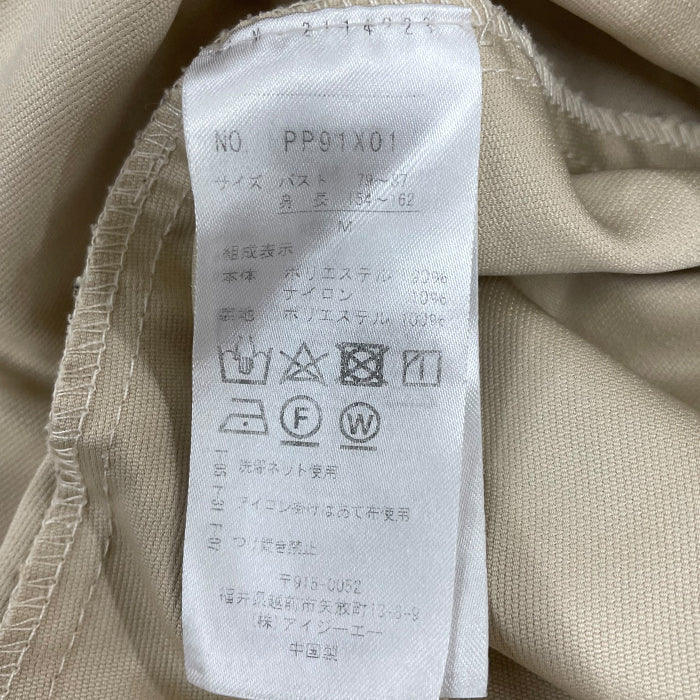 NO. PP91X01
サイズ バスト 79～87
身長 154～162
M
組成表示
本体 ポリエステル 90%
ナイロン 10%
裏地 ポリエステル 100%
F
W
洗濯ネット使用
アイロン掛けはあて布使用
つけ置き禁止
〒915-0052
福井県越前市矢放町13-8-9
(株)アイジーエー
中国製